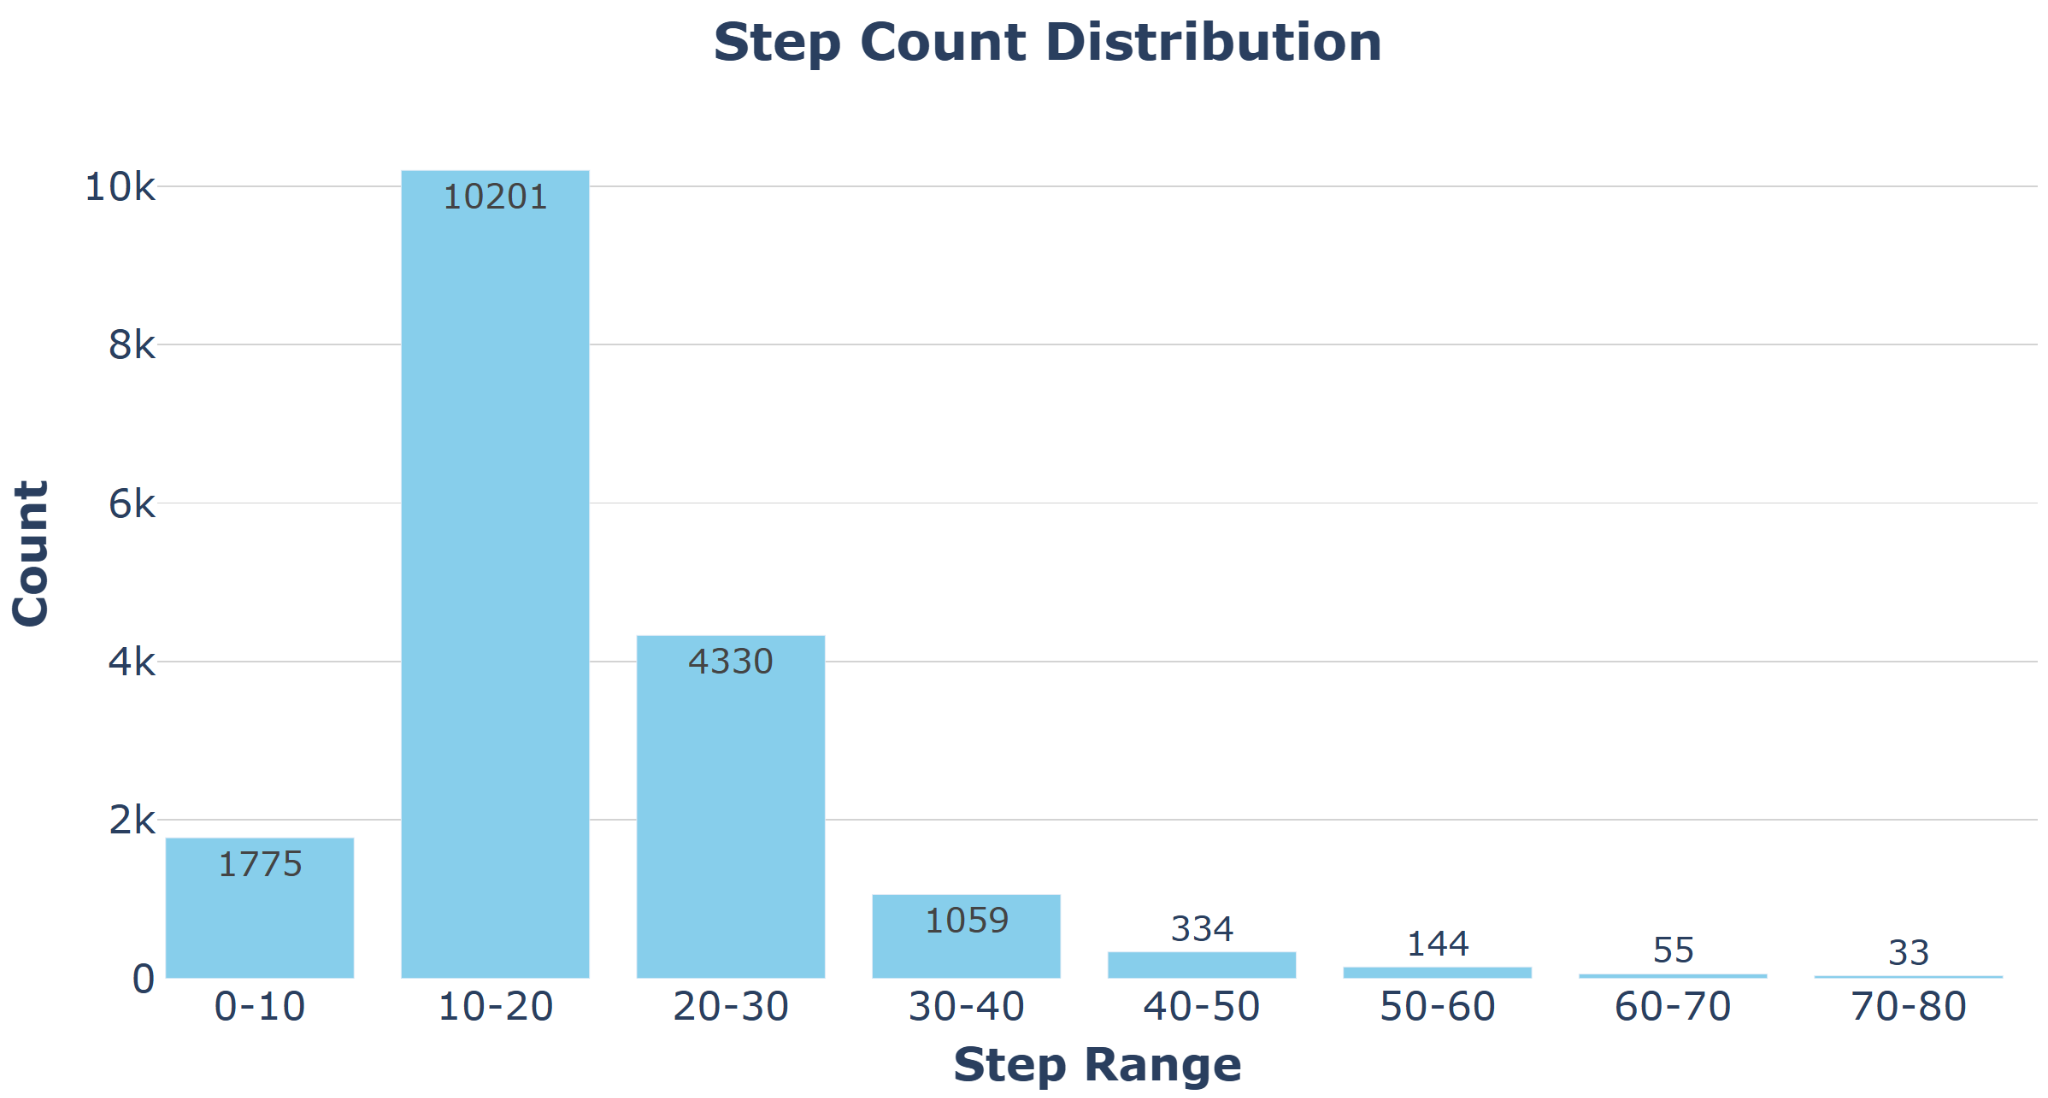 Step Count Distribution
10k
8k
6k
4k
2k
0
Count
1775
10201
4330
1059
334
144
55
33
0-10
10-20
20-30
30-40
40-50
50-60
60-70
70-80
Step Range